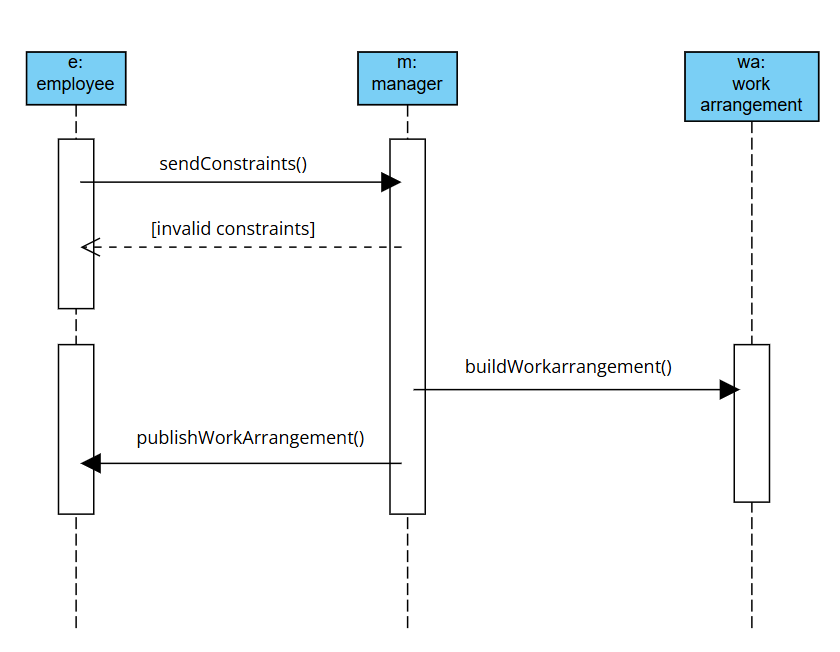 e:
employee
m:
manager
wa:
work
arrangement
sendConstraints()
[invalid constraints]
buildWorkarrangement()
publishWorkArrangement()